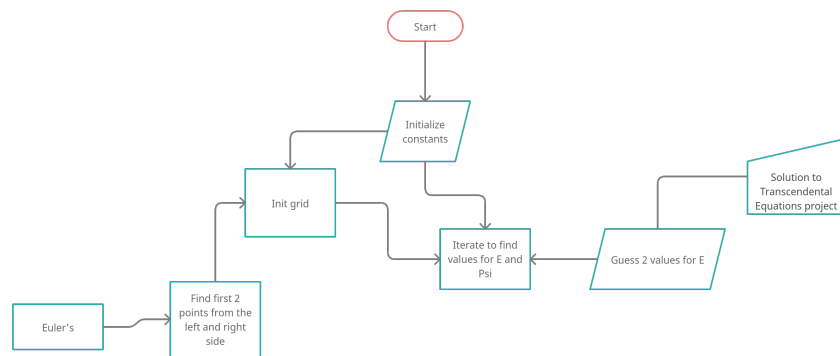 Start
Initialize
constants
Init grid
Iterate to find
values for E and
Psi
Guess 2 values for E
Solution to
Transcendental
Equations project
Find first 2
points from the
left and right
side
Euler's